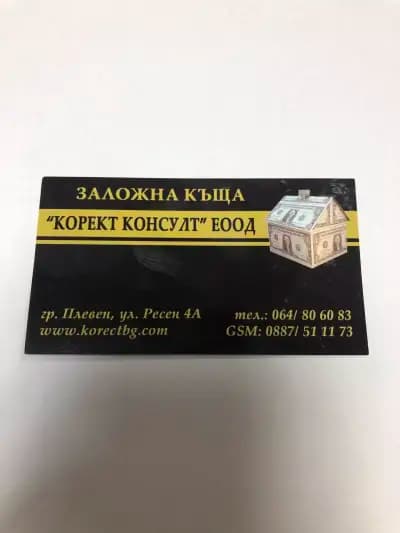 ЗАЛОЖНА КЪЩА
"КОРЕКТ КОНСУЛТ" ЕООД
гр. Плевен, ул. Ресен 4А
тел.: 064/ 80 60 83
www.korectbg.com
GSM: 0887/ 51 11 73